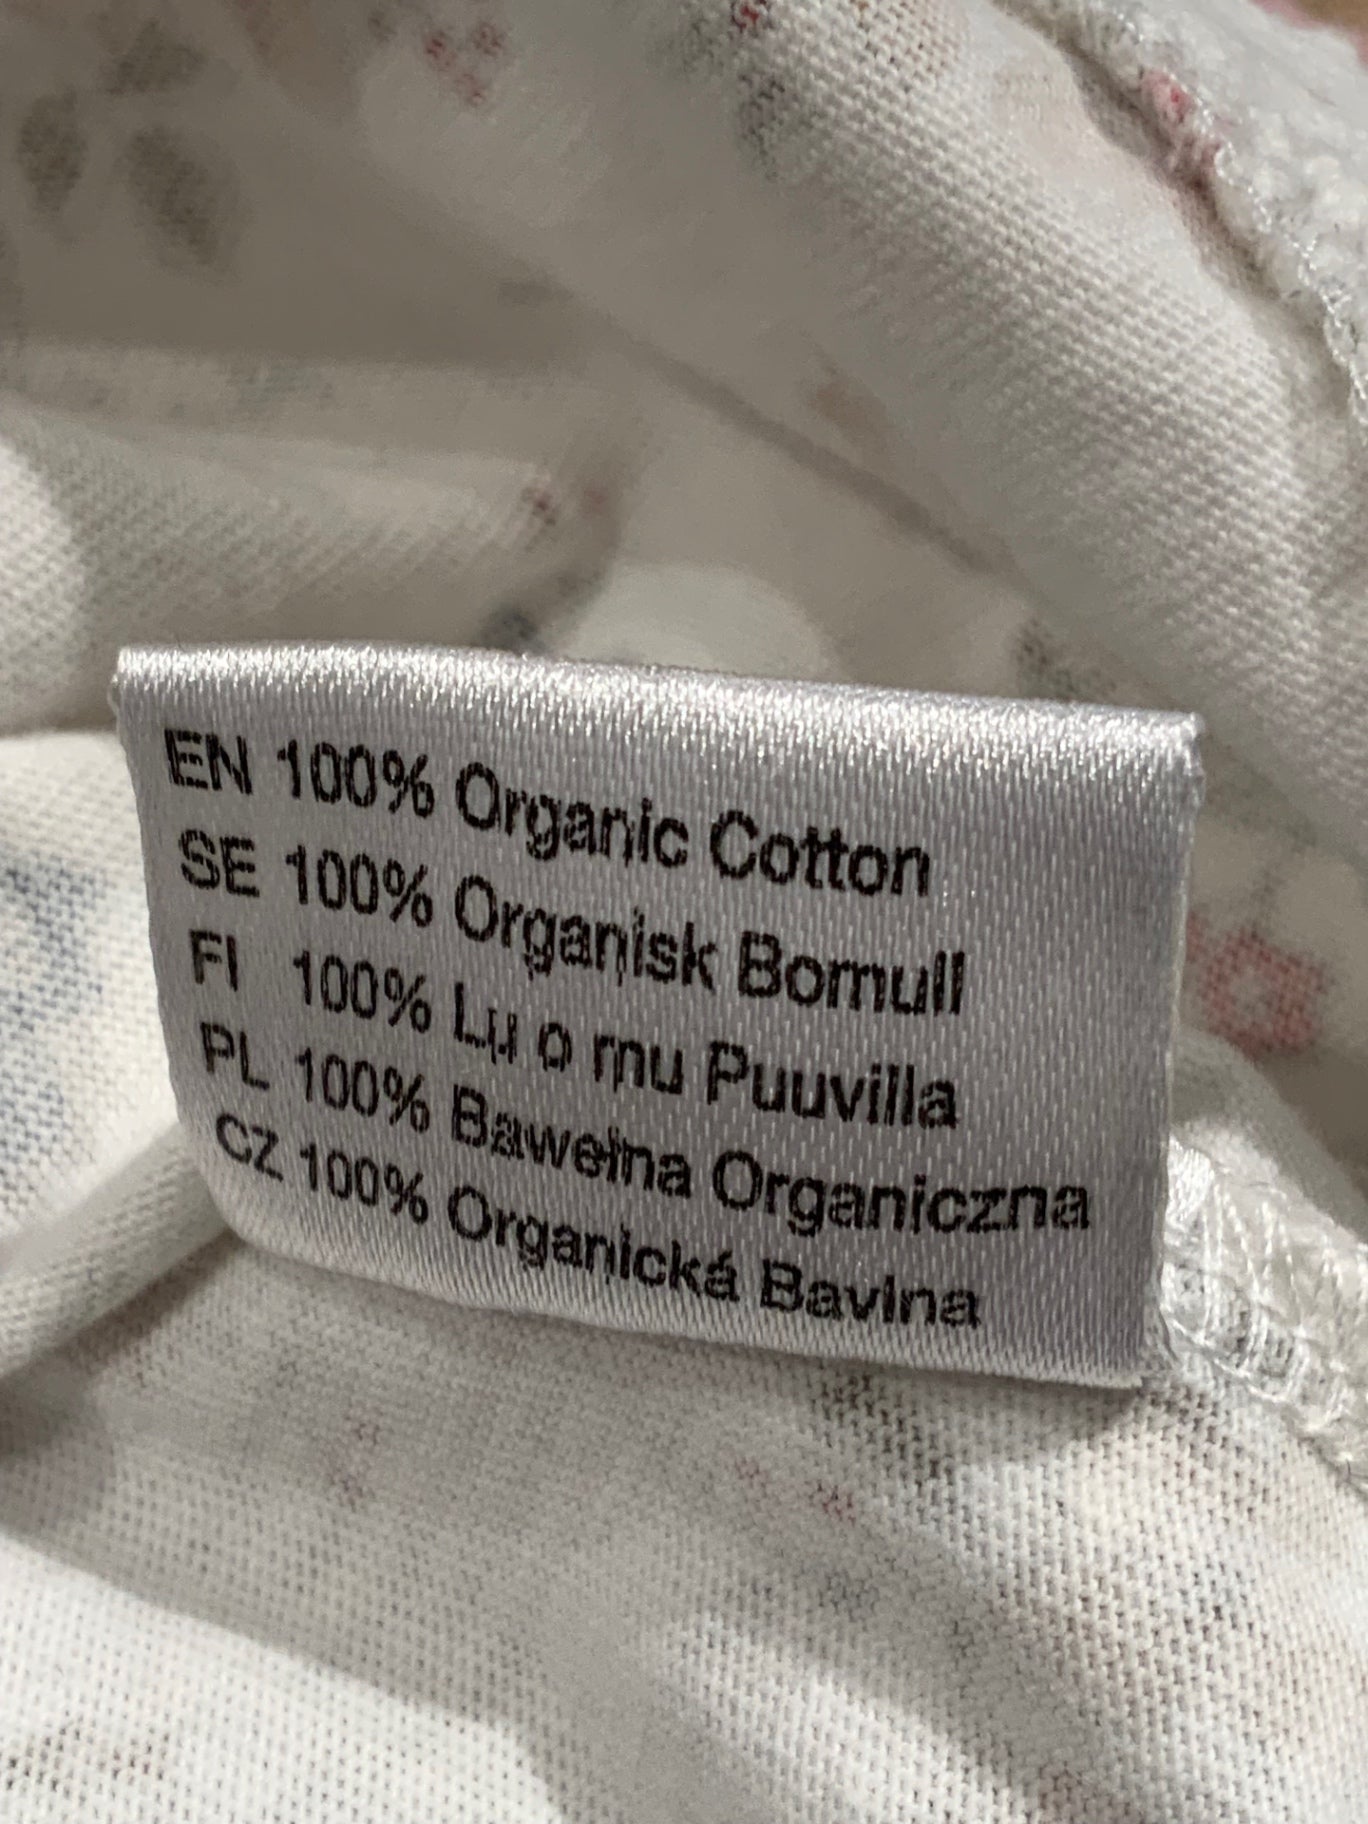 EN 100% Organic Cotton
SE 100% Organisk Bomull
FI 100% Luomu Puuvilla
PL 100% Bawełna Organiczna
CZ 100% Organická Bavlna